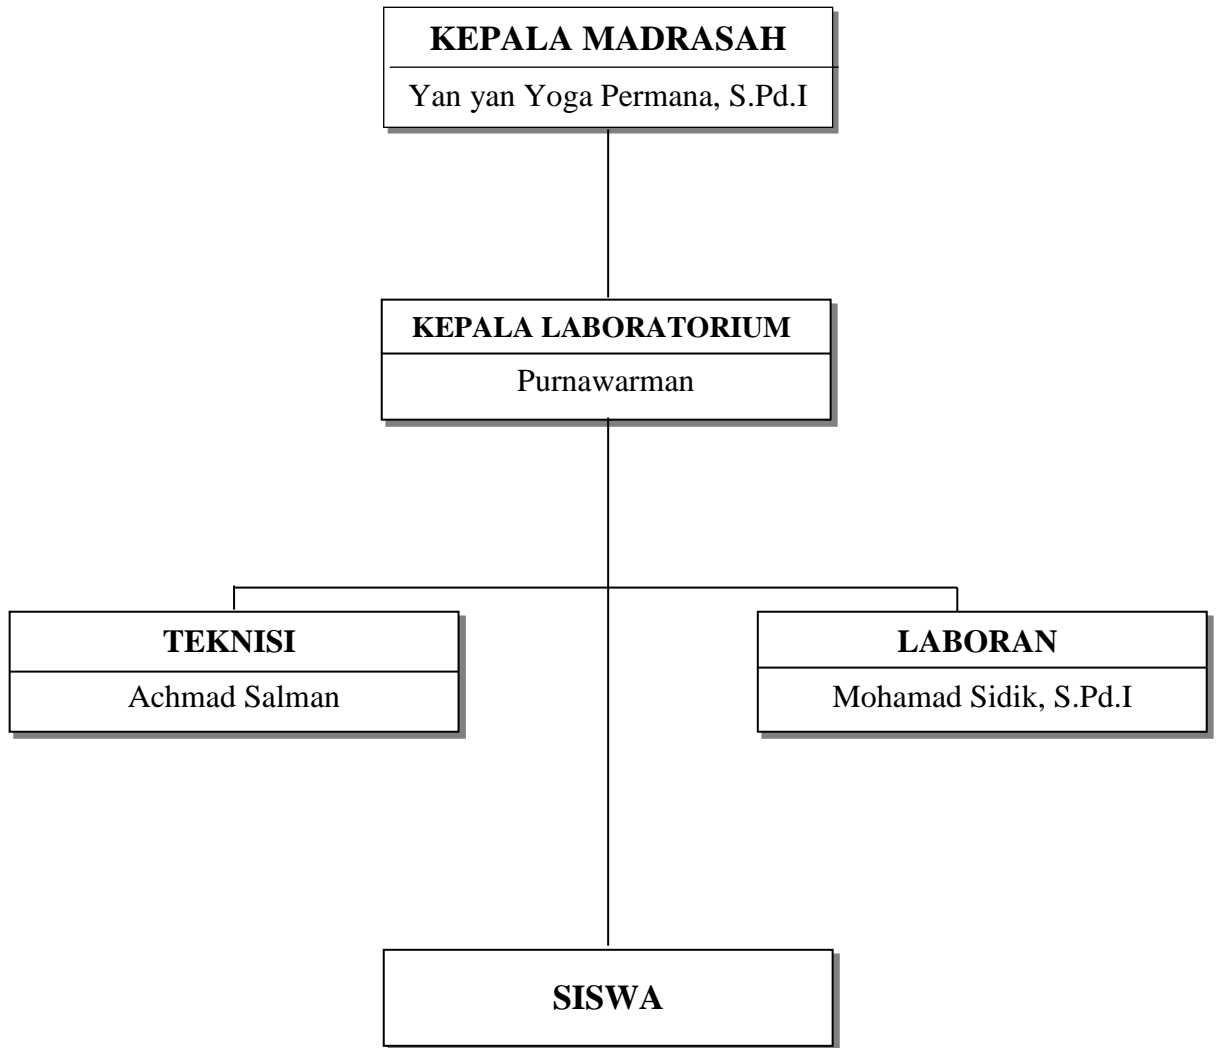 KEPALA MADRASAH
Yan yan Yoga Permana, S.Pd.I
KEPALA LABORATORIUM
Purnawarman
TEKNISI
Achmad Salman
LABORAN
Mohamad Sidik, S.Pd.I
SISWA